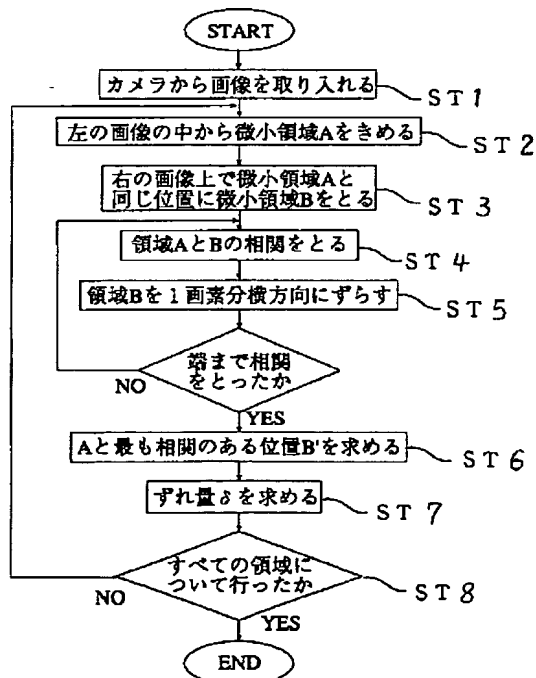 START
カメラから画像を取り入れる
ST1
左の画像の中から微小領域Aをきめる
ST2
右の画像上で微小領域Aと
同じ位置に微小領域Bをとる
ST3
領域AとBの相関をとる
ST4
領域Bを1画素分横方向にずらす
ST5
端まで相関
をとったか
NO
YES
Aと最も相関のある位置B'を求める
ST6
ずれ量δを求める
ST7
すべての領域に
ついて行ったか
ST8
NO
YES
END